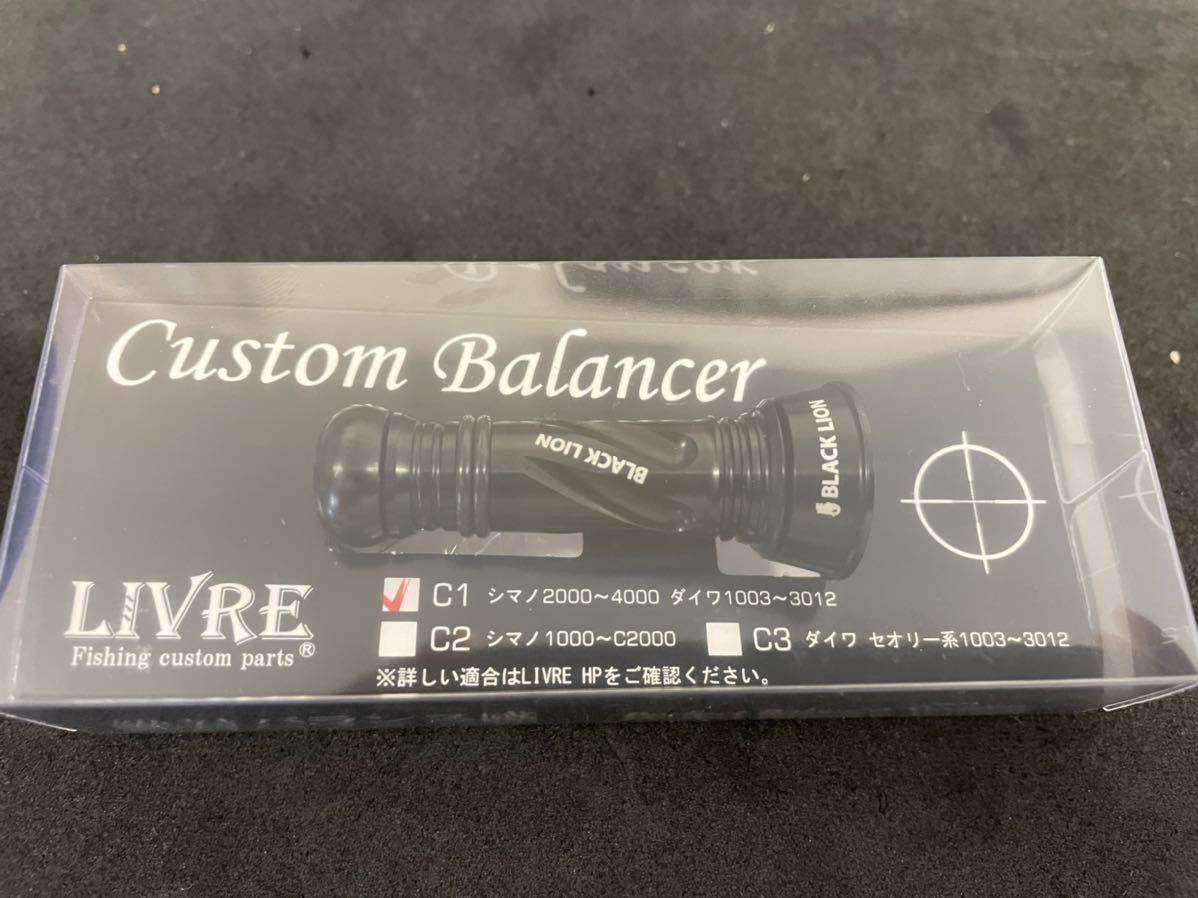 Custom Balancer
BLACK LION
BLACK LION
LIVRE
Fishing custom parts®
C1 シマノ2000〜4000 ダイワ1003〜3012
C2 シマノ1000〜C2000 C3 ダイワ セオリー系1003〜3012
※詳しい適合はLIVRE HPをご確認ください。